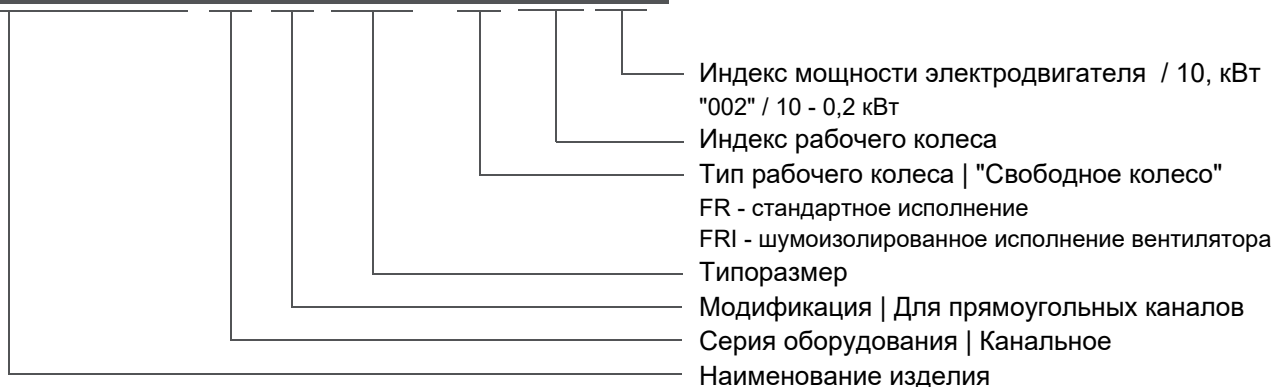 Индекс мощности электродвигателя / 10, кВт
"002" / 10 - 0,2 кВт
Индекс рабочего колеса
Тип рабочего колеса | "Свободное колесо"
FR - стандартное исполнение
FRI - шумоизолированное исполнение вентилятора
Типоразмер
Модификация | Для прямоугольных каналов
Серия оборудования | Канальное
Наименование изделия